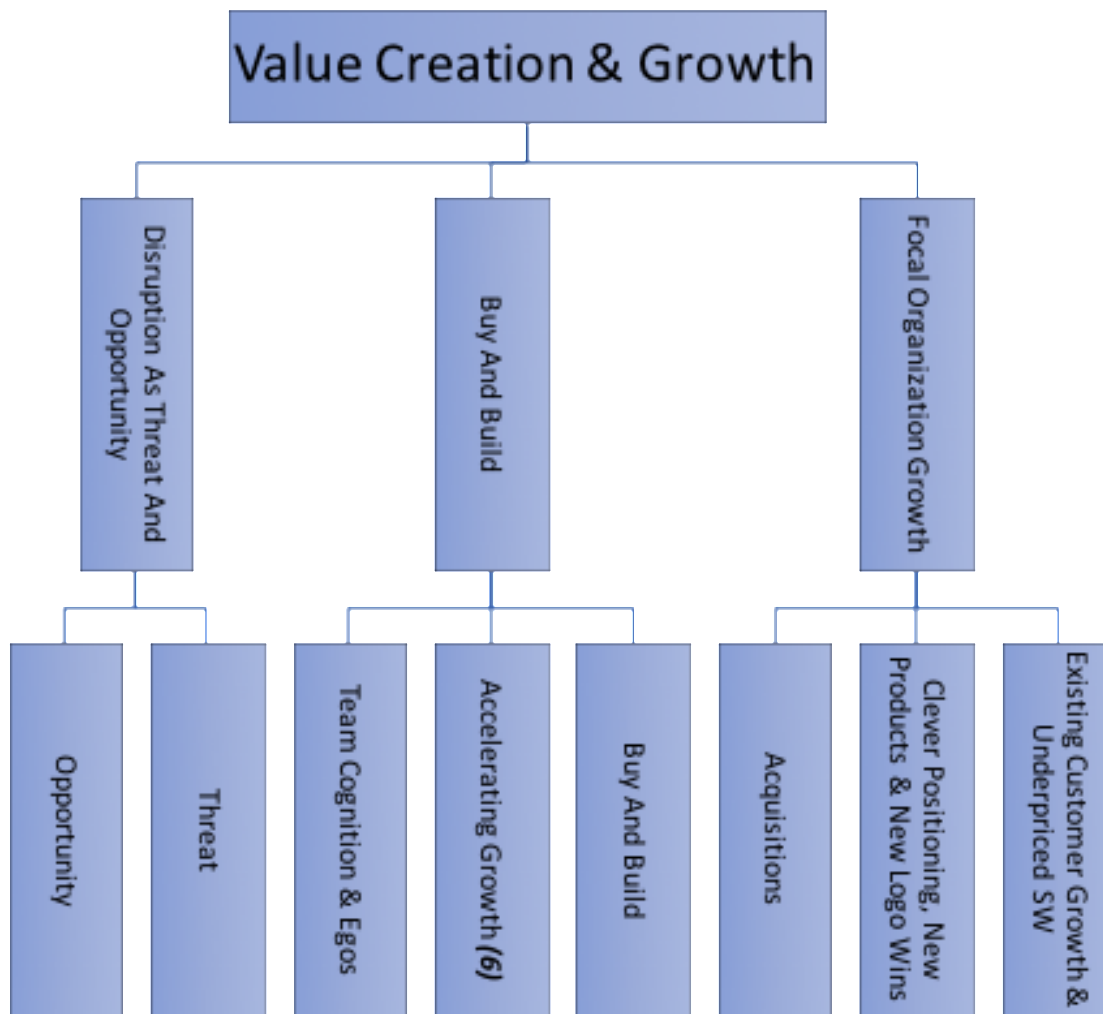 Value Creation & Growth
Disruption As Threat And
Opportunity
Buy And Build
Focal Organization Growth
Opportunity
Threat
Team Cognition & Egos
Accelerating Growth (6)
Buy And Build
Acquisitions
Clever Positioning, New
Products & New Logo Wins
Existing Customer Growth &
Underpriced SW